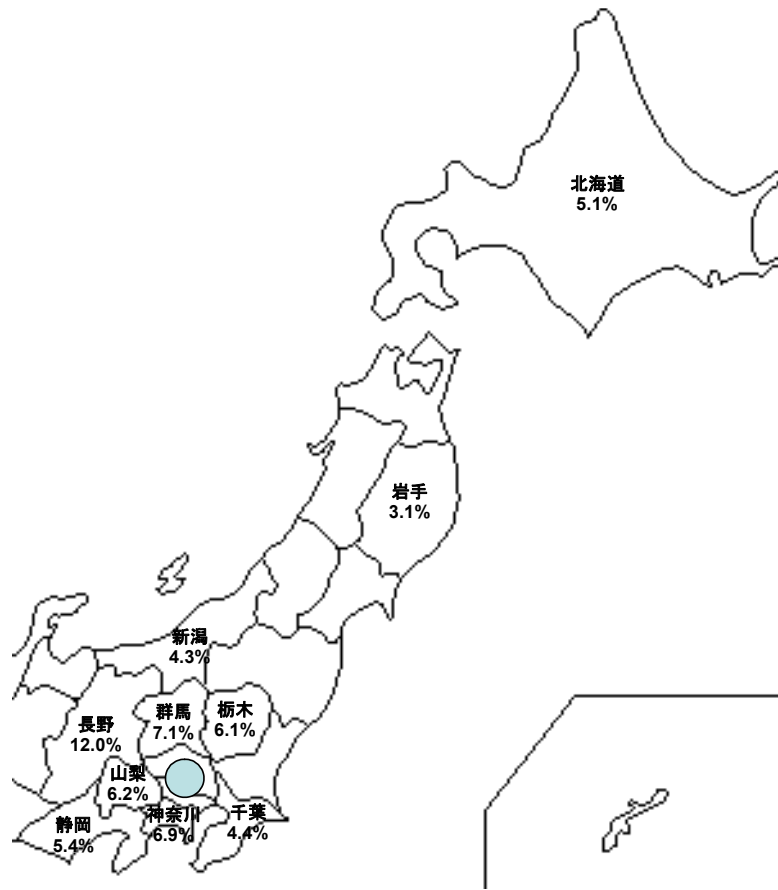 北海道
5.1%
岩手
3.1%
新潟
4.3%
群馬
7.1%
栃木
6.1%
長野
12.0%
山梨
6.2%
神奈川
6.9%
千葉
4.4%
静岡
5.4%